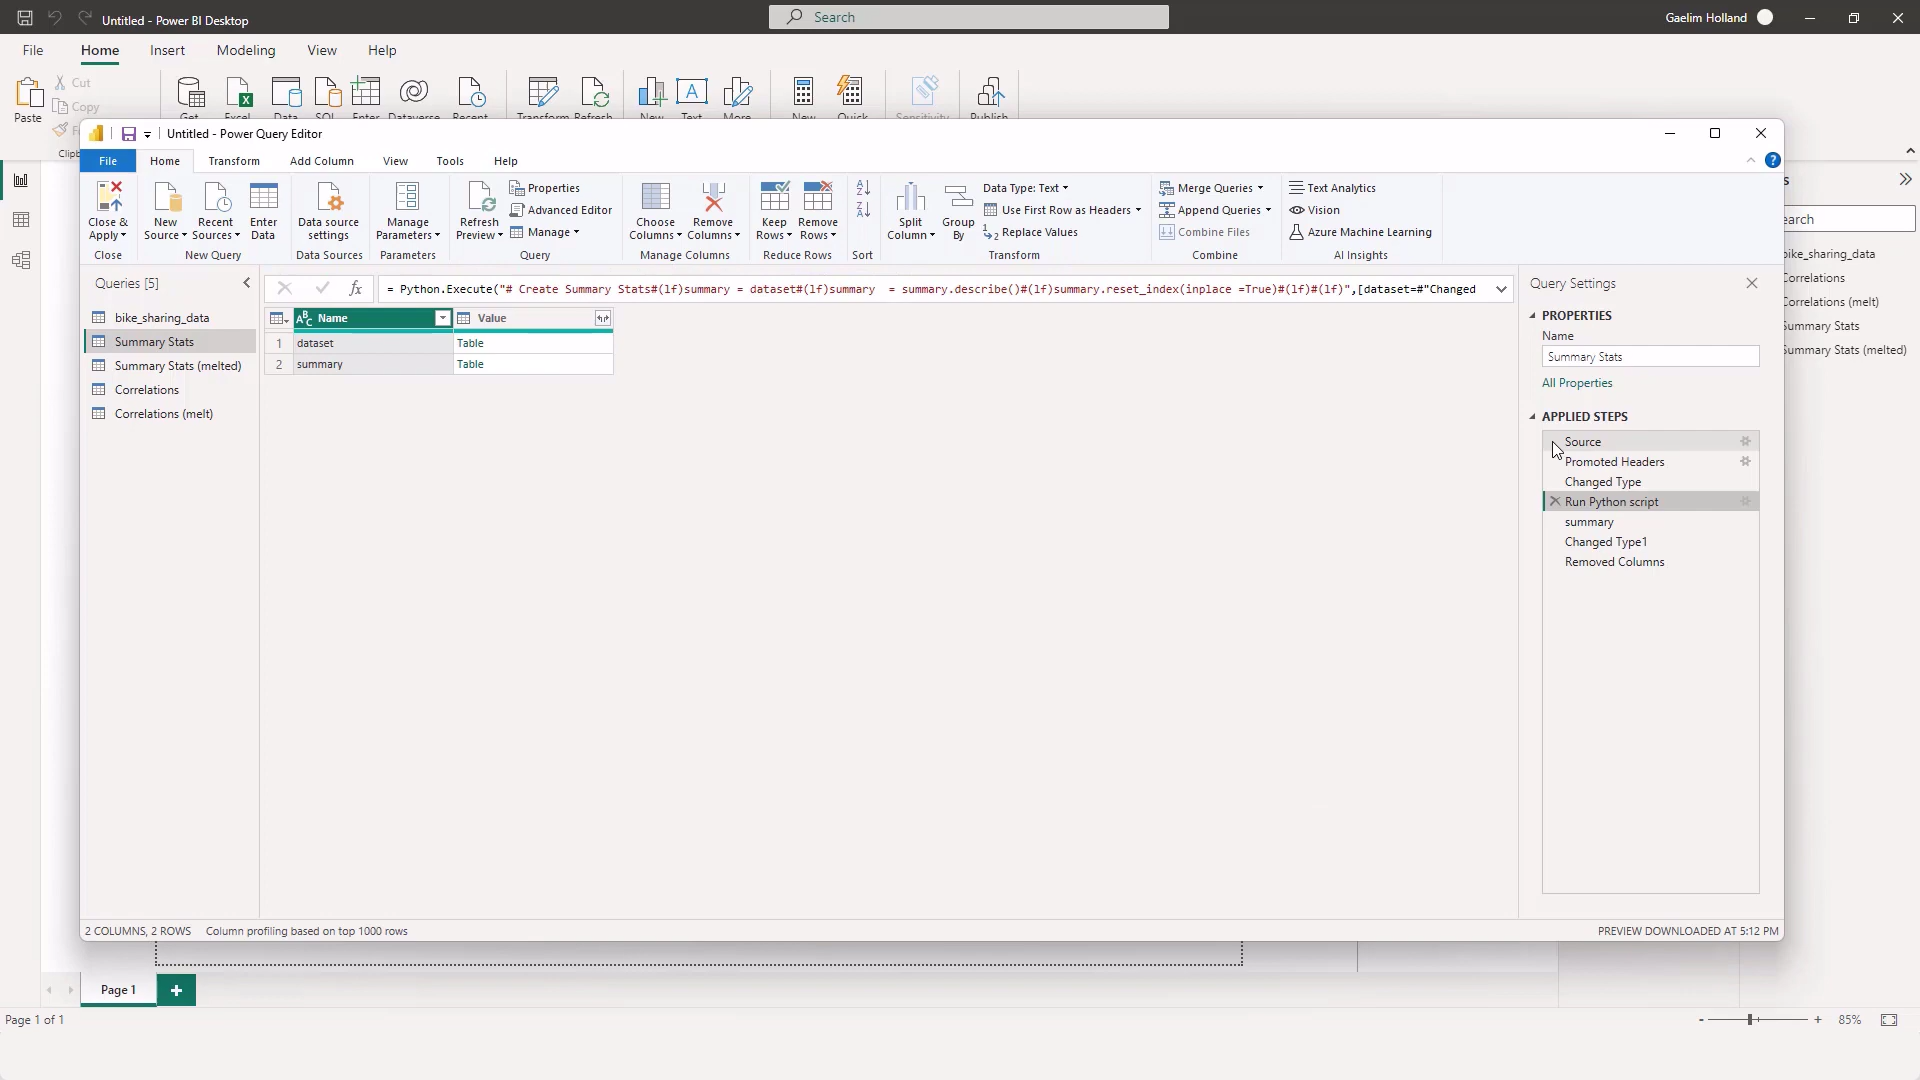 Untitled - Power BI Desktop
Search
Gaelim Holland
File
Home
Insert
Modeling
View
Help
Cut
Copy
Paste
Untitled - Power Query Editor
File
Home
Transform
Add Column
View
Tools
Help
Close &
Apply
New
Source
Recent
Sources
Enter
Data
Data source
settings
Manage
Parameters
Refresh
Preview
Properties
Advanced Editor
Manage
Choose
Columns
Remove
Columns
Keep
Rows
Remove
Rows
Split
Column
Group
By
Data Type: Text
Use First Row as Headers
Replace Values
Merge Queries
Append Queries
Combine Files
Text Analytics
Vision
Azure Machine Learning
Close
New Query
Data Sources
Parameters
Query
Manage Columns
Reduce Rows
Sort
Transform
Combine
AI Insights
Queries [5]
bike_sharing_data
Summary Stats
Summary Stats (melted)
Correlations
Correlations (melt)
= Python.Execute("# Create Summary Stats#(lf)summary = dataset#(lf)summary  = summary.describe()#(lf)summary.reset_index(inplace =True)#(lf)#(lf)",[dataset=#"Changed
Name
Value
1 dataset Table
2 summary Table
Query Settings
PROPERTIES
Name
Summary Stats
All Properties
APPLIED STEPS
Source
Promoted Headers
Changed Type
Run Python script
summary
Changed Type1
Removed Columns
bike_sharing_data
Correlations
Correlations (melt)
Summary Stats
Summary Stats (melted)
2 COLUMNS, 2 ROWS
Column profiling based on top 1000 rows
PREVIEW DOWNLOADED AT 5:12 PM
Page 1
Page 1 of 1
85%